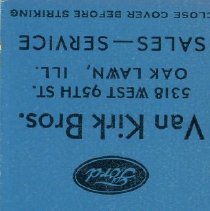 Ford
Van Kirk Bros.
5318 WEST 95TH ST.
OAK LAWN, ILL.
SALES—SERVICE
CLOSE COVER BEFORE STRIKING